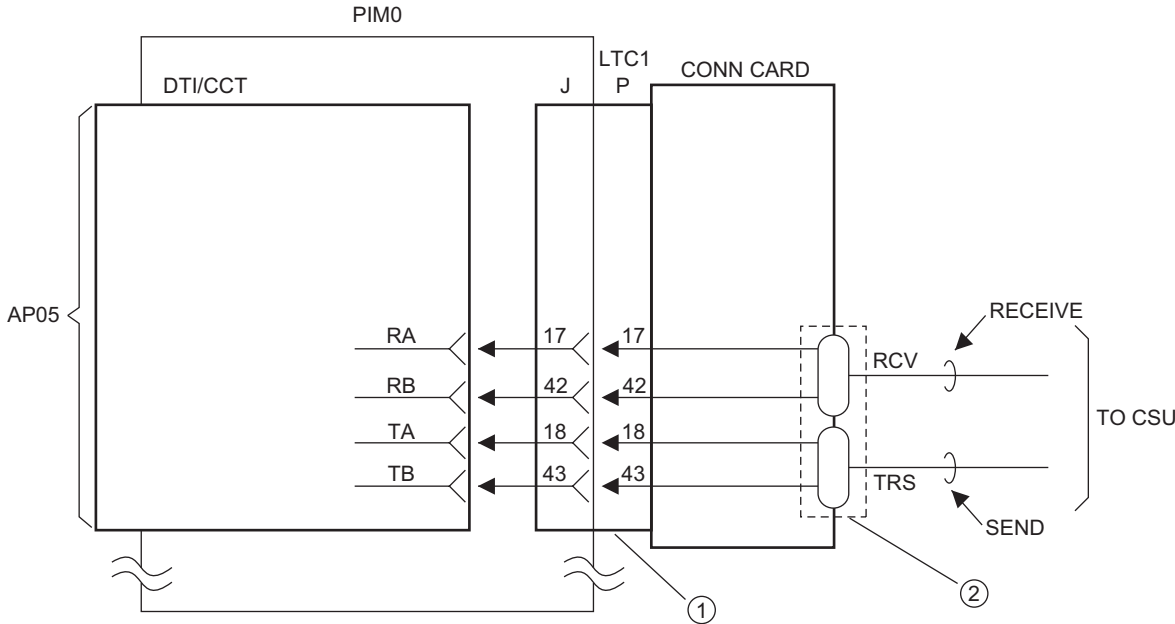 PIM0
LTC1
DTI/CCT
J
P
CONN CARD
AP05
RA
17
17
RECEIVE
RCV
RB
42
42
TO CSU
TA
18
18
TB
43
43
TRS
SEND
1
2